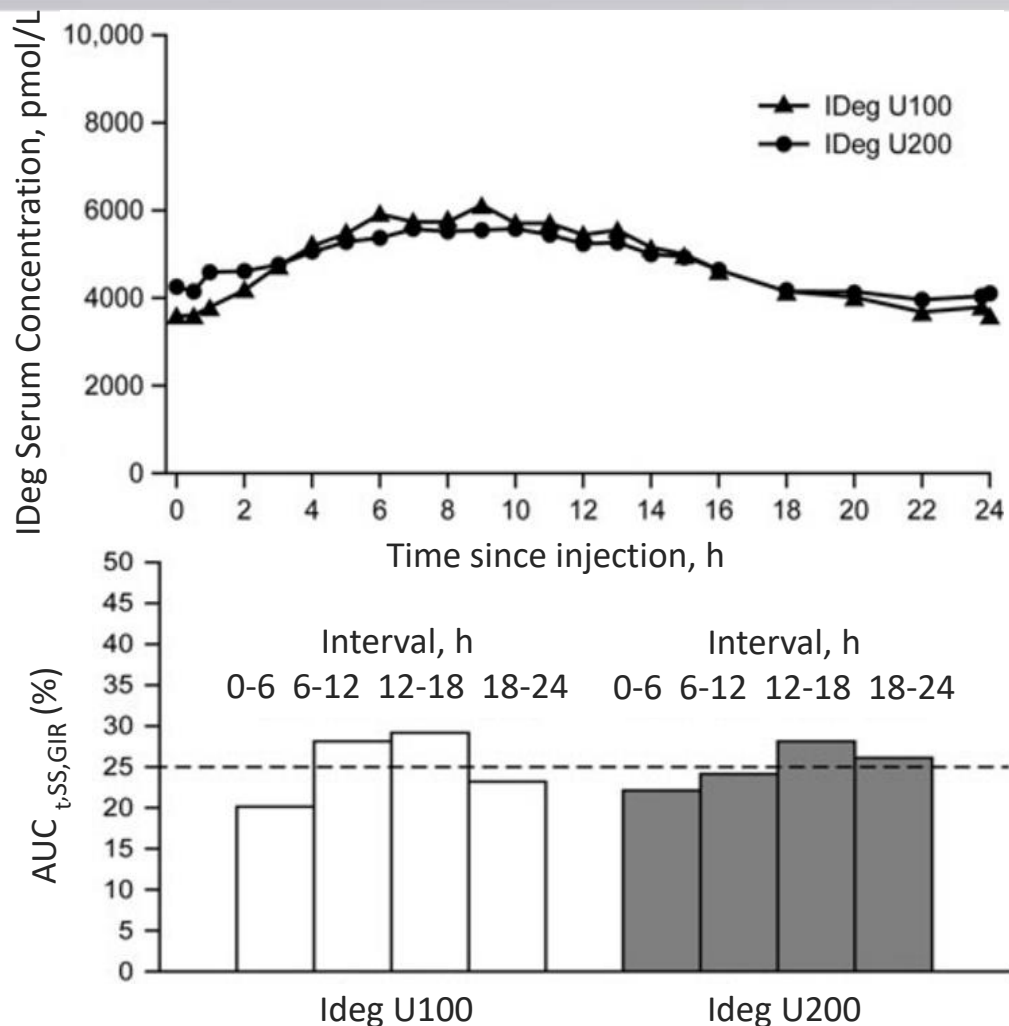 IDeg Serum Concentration, pmol/L
10,000
8000
6000
4000
2000
0
IDeg U100
IDeg U200
0 2 4 6 8 10 12 14 16 18 20 22 24
Time since injection, h
AUC t,SS,GIR (%)
50
45
40
35
30
25
20
15
10
5
0
Interval, h
0-6 6-12 12-18 18-24
Interval, h
0-6 6-12 12-18 18-24
Ideg U100
Ideg U200